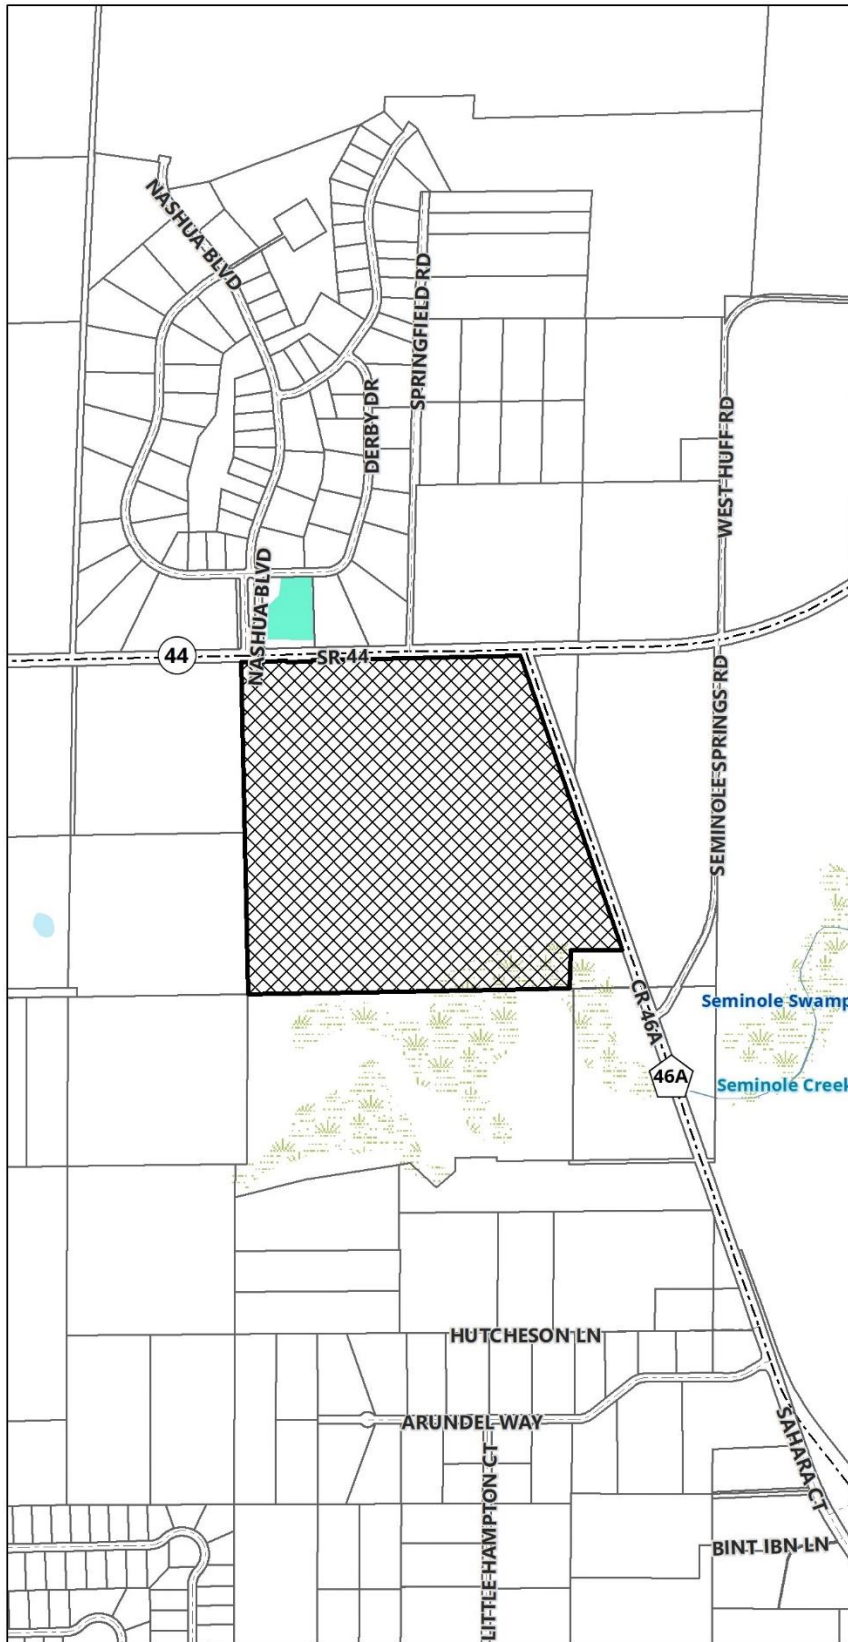 NASHUA BLVD
SPRINGFIELD RD
DERBY DR
WEST HUFF RD
NASHUA BLVD
44
SR 44
SEMINOLE SPRINGS RD
CR 46A
Seminole Swamp
46A
Seminole Creek
HUTCHESON LN
ARUNDEL WAY
SAHARA CT
LITTLE HAMPTON CT
BINT IBN LN